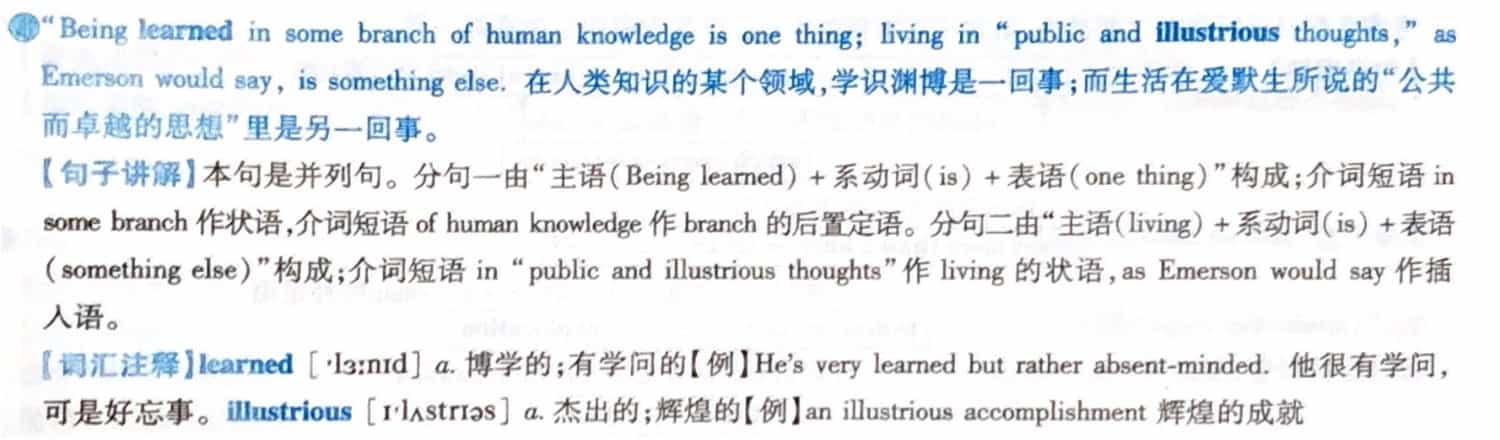 “Being learned in some branch of human knowledge is one thing; living in “public and illustrious thoughts,” as
Emerson would say, is something else. 在人类知识的某个领域,学识渊博是一回事;而生活在爱默生所说的“公共
而卓越的思想”里是另一回事。
【句子讲解】本句是并列句。分句一由“主语(Being learned) + 系动词(is) + 表语(one thing)”构成;介词短语 in
some branch 作状语,介词短语 of human knowledge 作 branch 的后置定语。分句二由“主语(living) + 系动词(is) + 表语
(something else)”构成;介词短语 in “public and illustrious thoughts”作 living 的状语,as Emerson would say 作插
入语。
【词汇注释】learned [ˈlɜːnɪd] a. 博学的;有学问的【例】He’s very learned but rather absent-minded. 他很有学问,
可是好忘事。illustrious [ɪˈlʌstrɪəs] a. 杰出的;辉煌的【例】an illustrious accomplishment 辉煌的成就